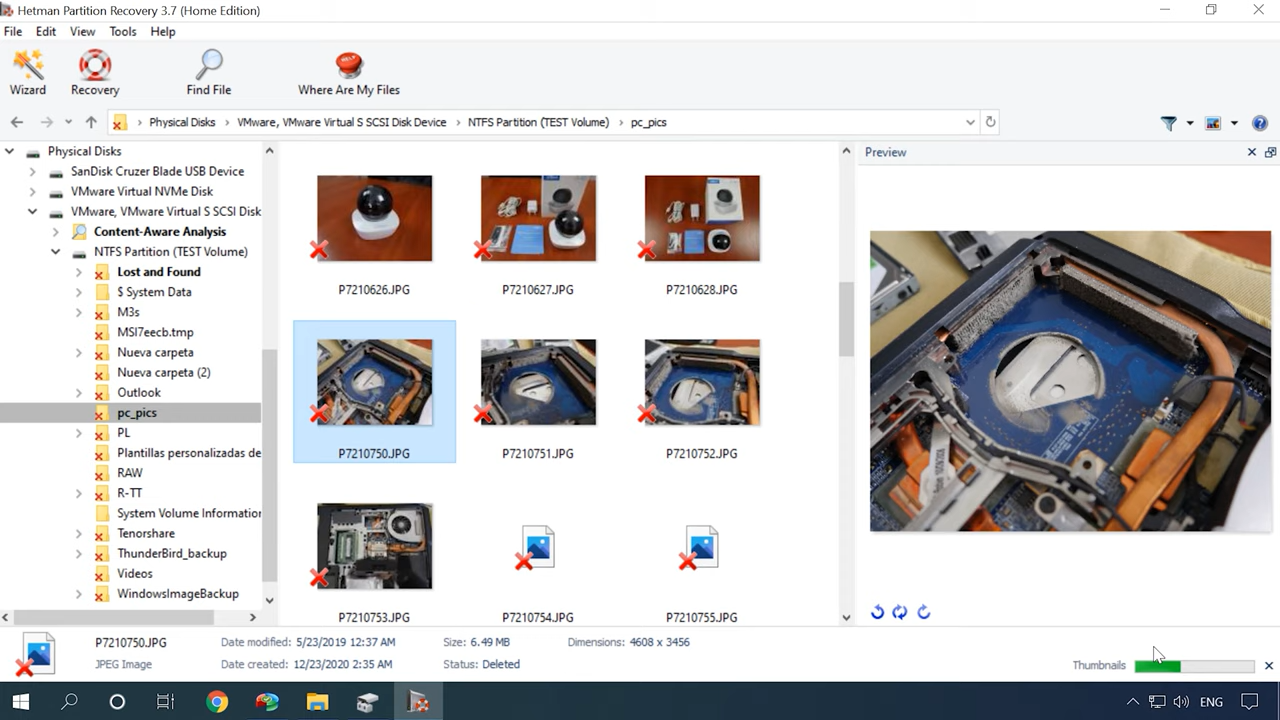 Hetman Partition Recovery 3.7 (Home Edition)
File Edit View Tools Help
Wizard Recovery Find File Where Are My Files
Physical Disks VMware, VMware Virtual S SCSI Disk Device NTFS Partition (TEST Volume) pc_pics
Physical Disks
SanDisk Cruzer Blade USB Device
VMware Virtual NVMe Disk
VMware, VMware Virtual S SCSI Disk
Content-Aware Analysis
NTFS Partition (TEST Volume)
Lost and Found
$ System Data
M3s
MSI7eecb.tmp
Nueva carpeta
Nueva carpeta (2)
Outlook
pc_pics
PL
Plantillas personalizadas de
RAW
R-TT
System Volume Information
Tenorshare
ThunderBird_backup
Videos
WindowsImageBackup
P7210626.JPG P7210627.JPG P7210628.JPG
P7210750.JPG P7210751.JPG P7210752.JPG
P7210753.JPG P7210754.JPG P7210755.JPG
Preview
P7210750.JPG Date modified: 5/23/2019 12:37 AM Size: 6.49 MB Dimensions: 4608 x 3456
JPEG Image Date created: 12/23/2020 2:35 AM Status: Deleted
Thumbnails
ENG